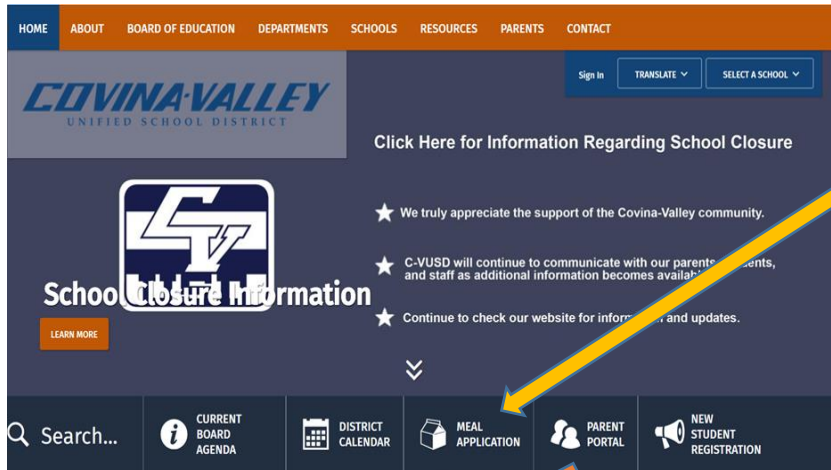 HOME ABOUT BOARD OF EDUCATION DEPARTMENTS SCHOOLS RESOURCES PARENTS CONTACT
Sign In TRANSLATE SELECT A SCHOOL
COVINA-VALLEY
UNIFIED SCHOOL DISTRICT
Click Here for Information Regarding School Closure
We truly appreciate the support of the Covina-Valley community.
C-VUSD will continue to communicate with our parents,
and staff as additional information becomes
Continue to check our website for and updates.
CV
School Closure Information
LEARN MORE
Search...
CURRENT
BOARD
AGENDA
DISTRICT
CALENDAR
MEAL
APPLICATION
PARENT
PORTAL
NEW
STUDENT
REGISTRATION